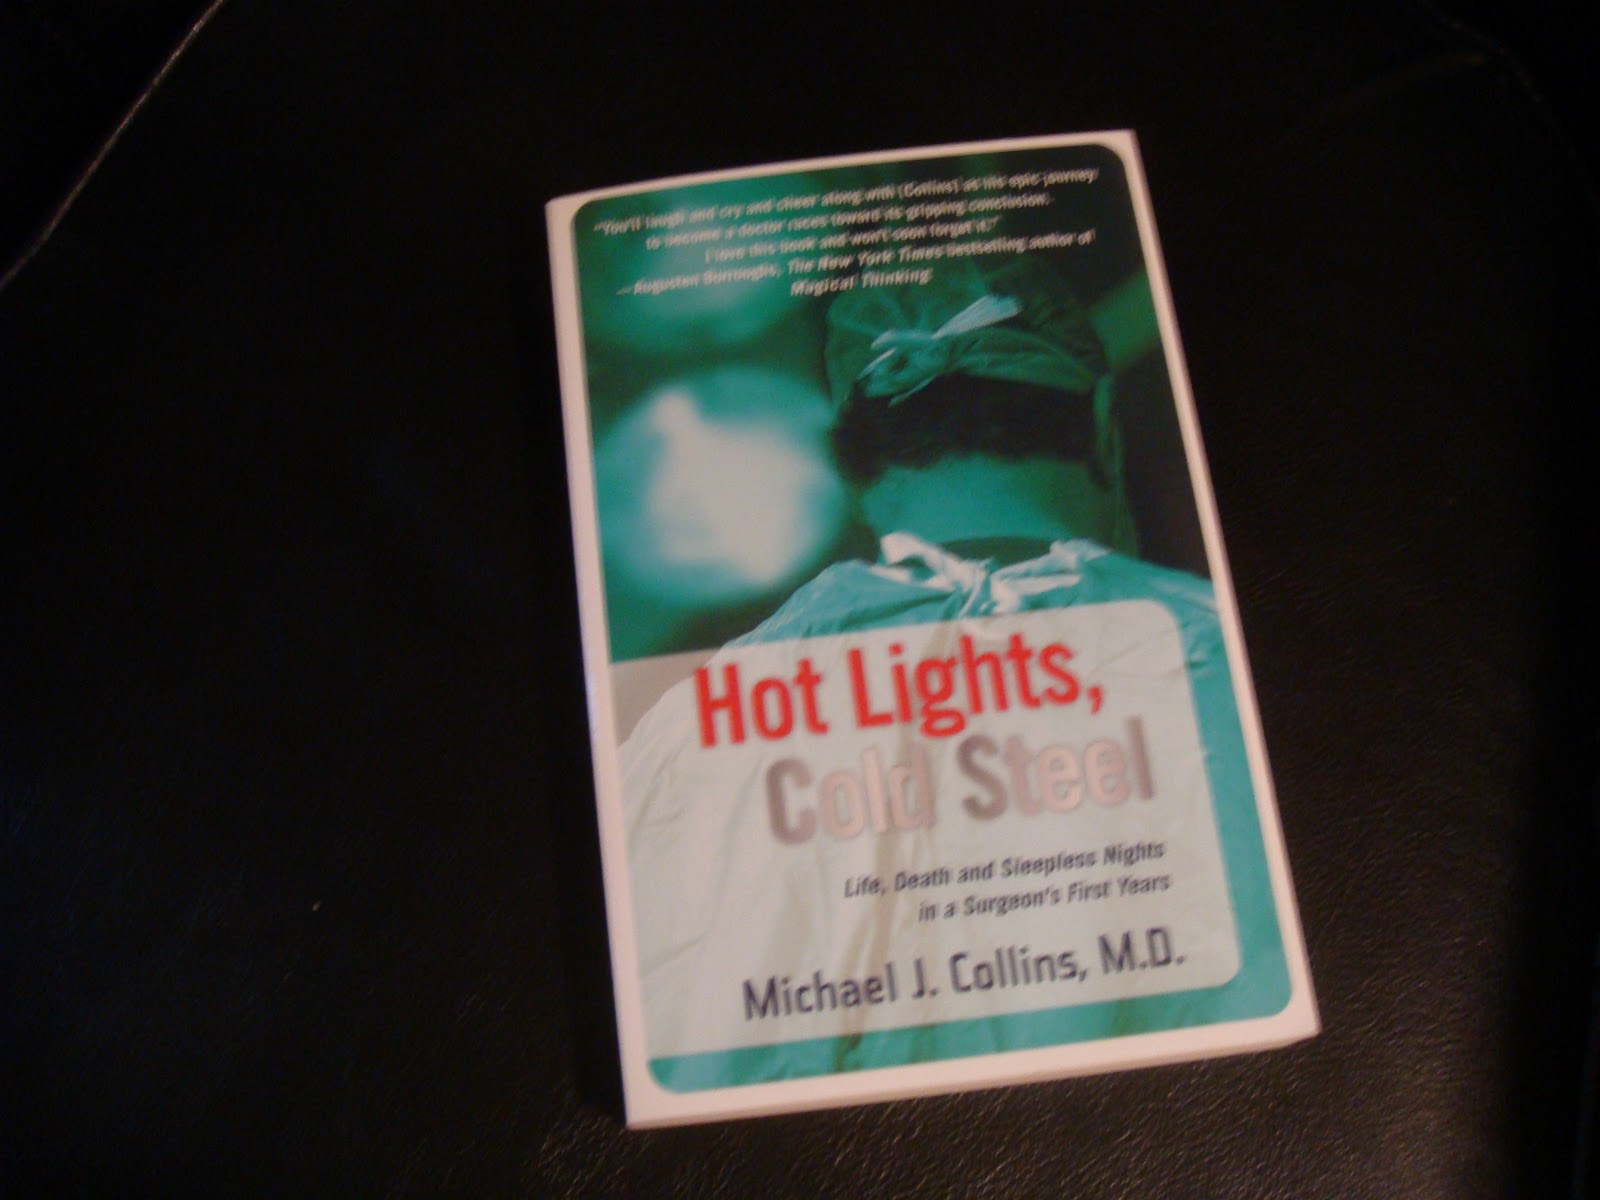 "You'll laugh and cry and cheer along with [Collins] as his epic journey
to become a doctor races toward its gripping conclusion.
I love this book and won't soon forget it."
—Augusten Burroughs, The New York Times bestselling author of
Magical Thinking
Hot Lights,
Cold Steel
Life, Death and Sleepless Nights
in a Surgeon's First Years
Michael J. Collins, M.D.